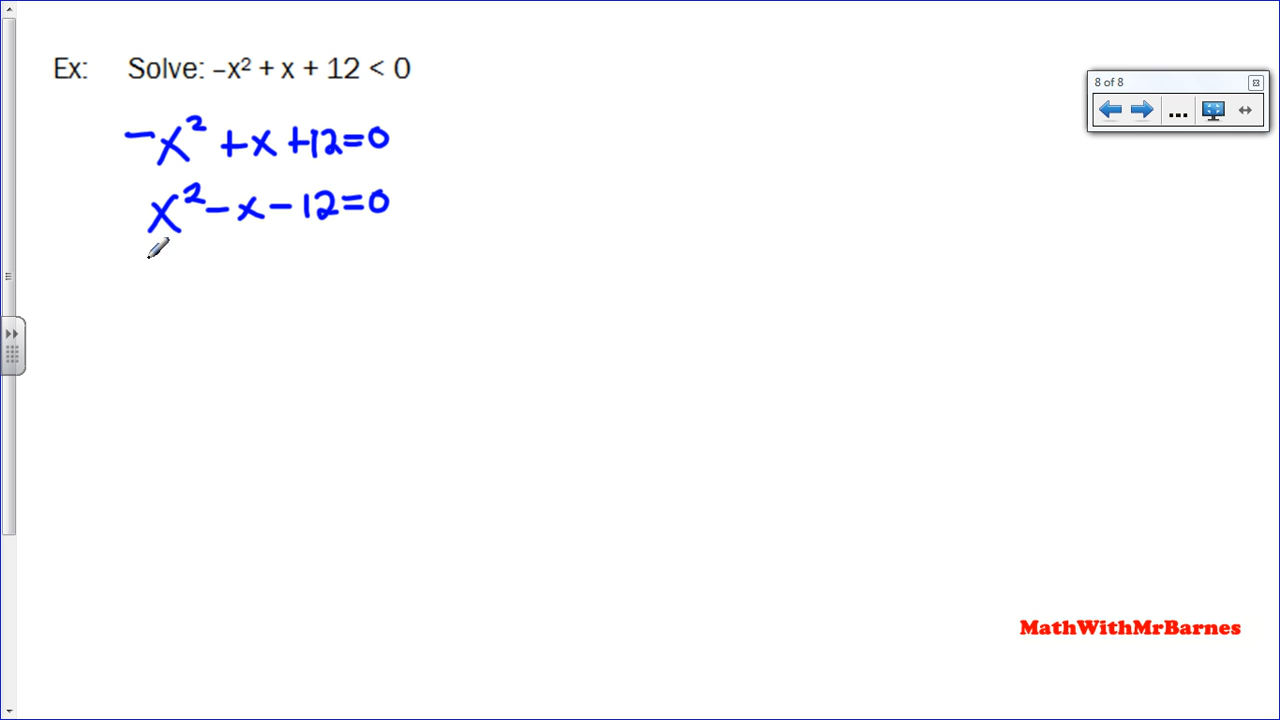 Ex: Solve: –x² + x + 12 < 0
8 of 8
-x² + x + 12 = 0
...
x² - x - 12 = 0
MathWithMrBarnes